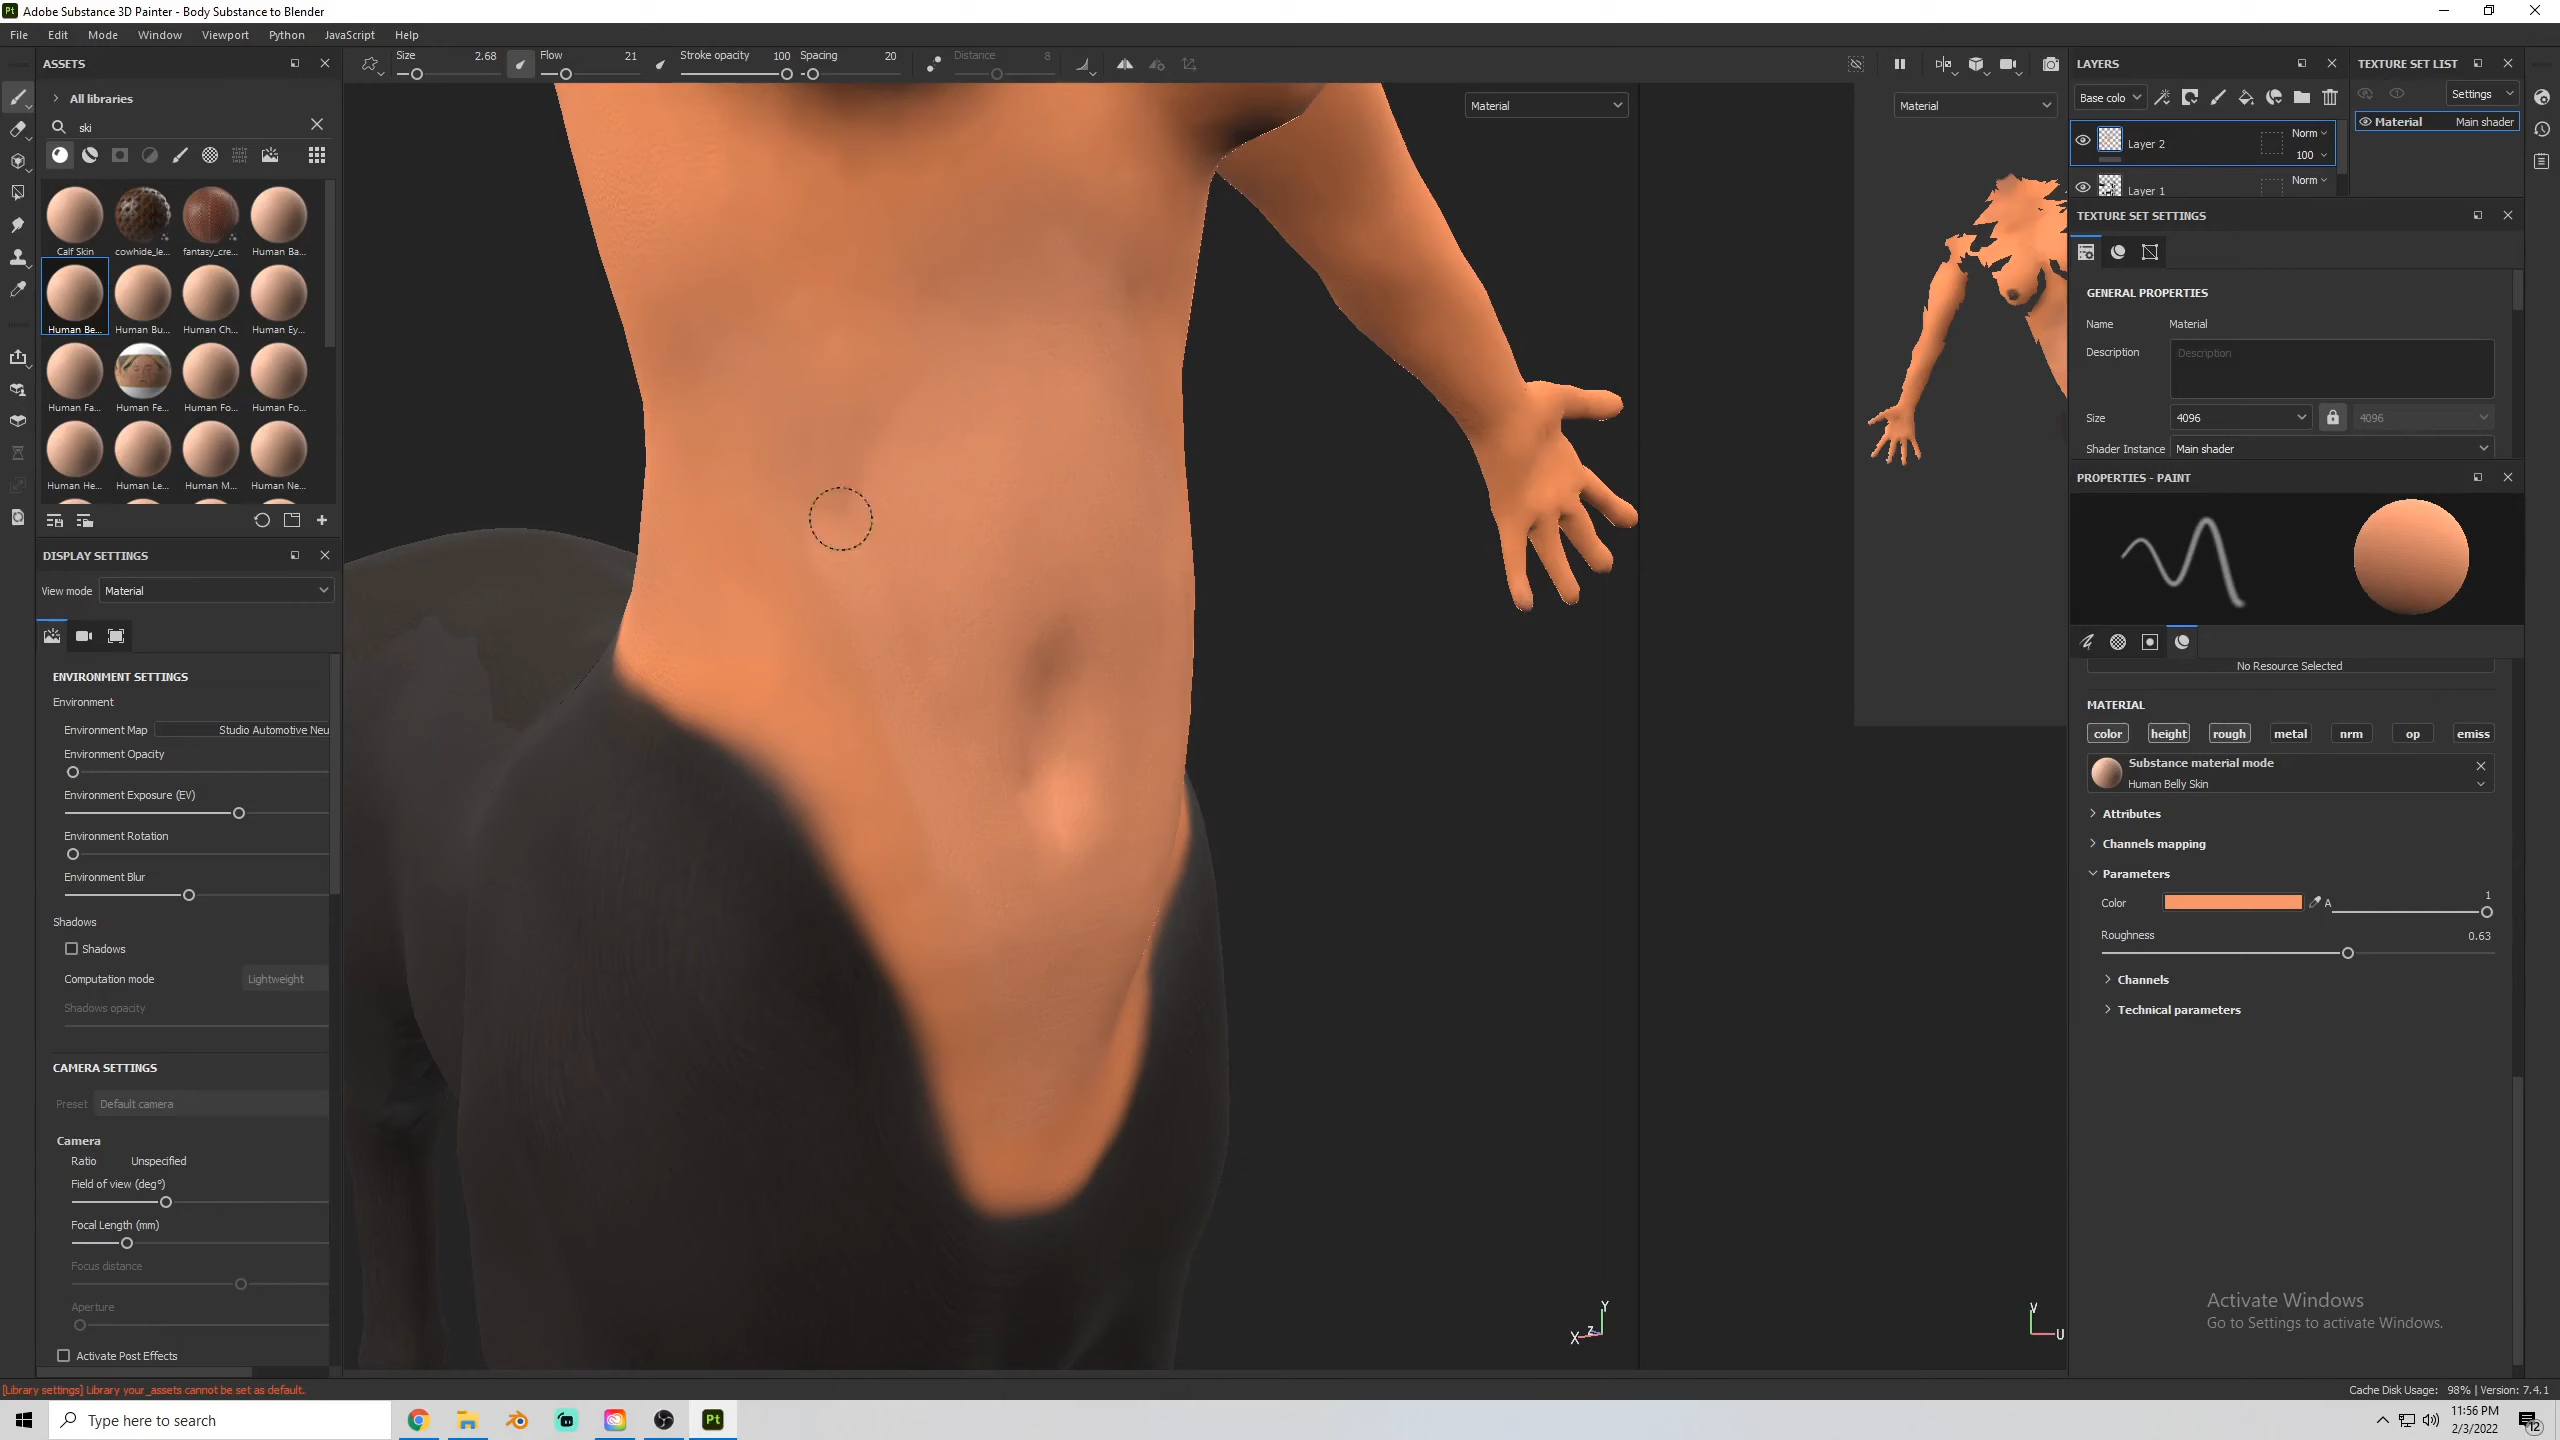 Adobe Substance 3D Painter - Body Substance to Blender
File Edit Mode Window Viewport Python JavaScript Help
Size 2.68 Flow 21 Stroke opacity 100 Spacing 20 Distance 8
ASSETS
All libraries
ski
Calf Skin cowhide_le... fantasy_cre... Human Ba...
Human Be... Human Bu... Human Ch... Human Ey...
Human Fa... Human Fe... Human Fo... Human Fo...
Human He... Human Le... Human M... Human Ne...
DISPLAY SETTINGS
View mode Material
ENVIRONMENT SETTINGS
Environment
Environment Map Studio Automotive Neu
Environment Opacity
Environment Exposure (EV)
Environment Rotation
Environment Blur
Shadows
Shadows
Computation mode Lightweight
Shadows opacity
CAMERA SETTINGS
Preset Default camera
Camera
Ratio Unspecified
Field of view (deg°)
Focal Length (mm)
Focus distance
Aperture
Activate Post Effects
Material
X Z Y
Material
V U
LAYERS
Base colo
Layer 2 Norm 100
Layer 1 Norm
TEXTURE SET LIST
Settings
Material Main shader
TEXTURE SET SETTINGS
GENERAL PROPERTIES
Name Material
Description Description
Size 4096 4096
Shader Instance Main shader
PROPERTIES - PAINT
No Resource Selected
MATERIAL
color height rough metal nrm op emiss
Substance material mode
Human Belly Skin
Attributes
Channels mapping
Parameters
Color A 1
Roughness 0.63
Channels
Technical parameters
Activate Windows
Go to Settings to activate Windows.
[Library settings] Library your_assets cannot be set as default.
Cache Disk Usage: 98% | Version: 7.4.1
Type here to search
Pt
11:56 PM
2/3/2022
12